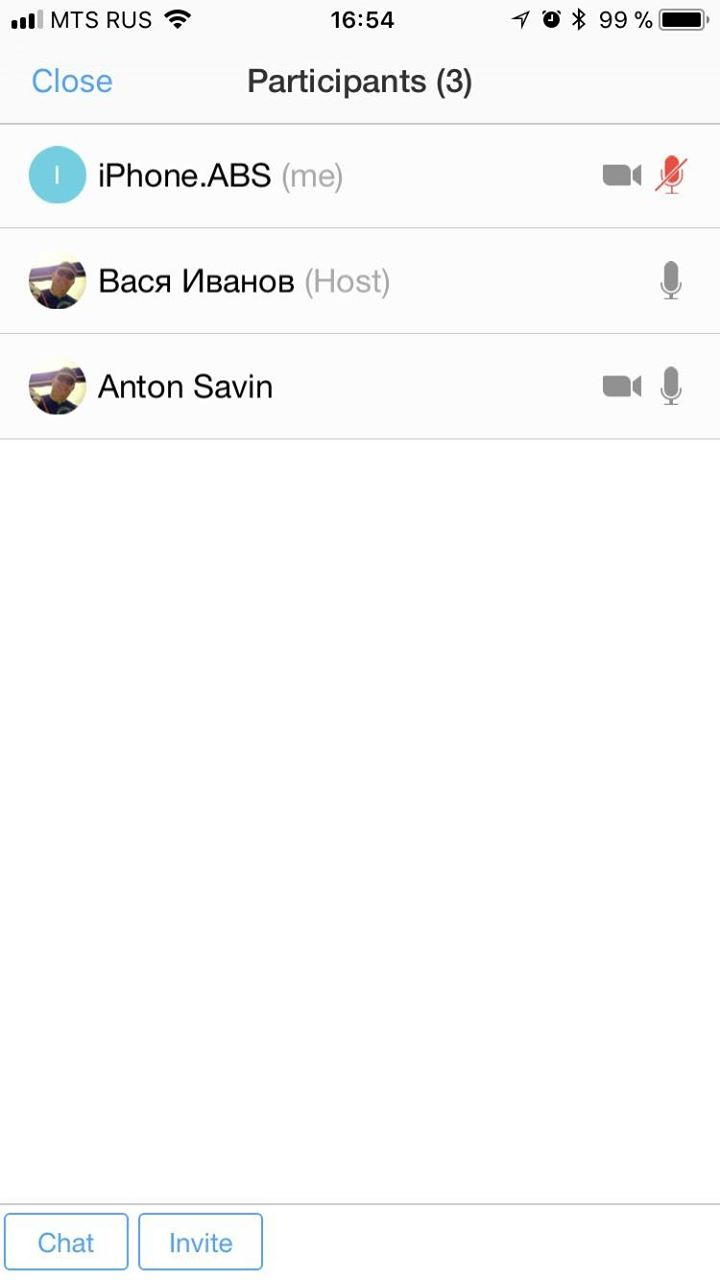 MTS RUS 16:54 99 %
Close Participants (3)
I iPhone.ABS (me)
Вася Иванов (Host)
Anton Savin
Chat Invite